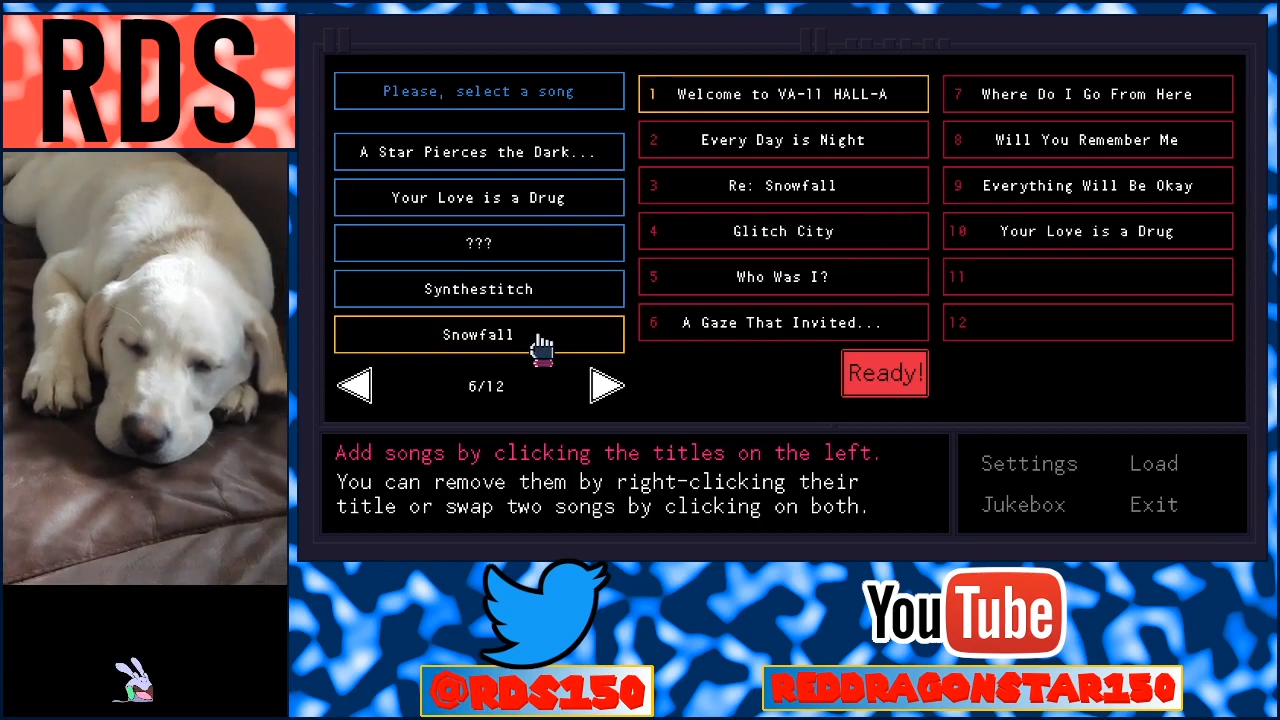 RDS
Please, select a song
A Star Pierces the Dark...
Your Love is a Drug
???
Synthestitch
Snowfall
6/12
1 Welcome to VA-11 HALL-A
2 Every Day is Night
3 Re: Snowfall
4 Glitch City
5 Who Was I?
6 A Gaze That Invited...
7 Where Do I Go From Here
8 Will You Remember Me
9 Everything Will Be Okay
10 Your Love is a Drug
11
12
Ready!
Add songs by clicking the titles on the left.
You can remove them by right-clicking their
title or swap two songs by clicking on both.
Settings Load
Jukebox Exit
YouTube
@RDS150
REDDRAGONSTAR150